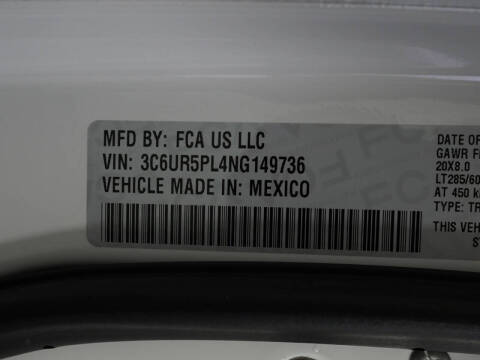 MFD BY: FCA US LLC
VIN: 3C6UR5PL4NG149736
VEHICLE MADE IN: MEXICO
DATE OF
GAWR F
20X8.0
LT285/60
AT 450 k
TYPE: TR
THIS VEH